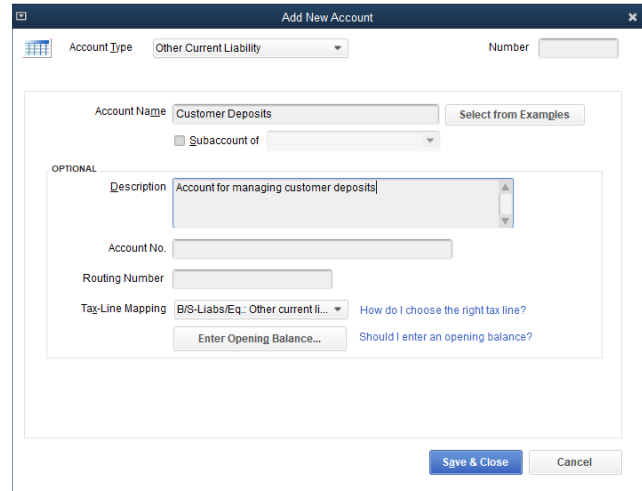 Add New Account
Account Type Other Current Liability Number
Account Name Customer Deposits Select from Examples
Subaccount of
OPTIONAL
Description Account for managing customer deposits
Account No.
Routing Number
Tax-Line Mapping B/S-Liabs/Eq.: Other current li... How do I choose the right tax line?
Enter Opening Balance... Should I enter an opening balance?
Save & Close Cancel